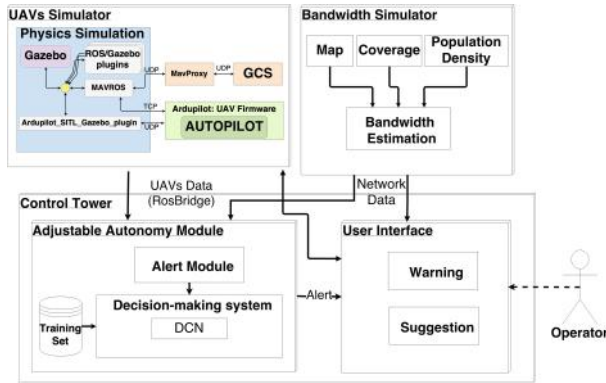 UAVs Simulator
Physics Simulation
Gazebo
ROS/Gazebo
plugins
MAVROS
UDP
MavProxy
UDP
GCS
TCP
Ardupilot: UAV Firmware
AUTOPILOT
Ardupilot_SITL_Gazebo_plugin
UDP
Bandwidth Simulator
Map
Coverage
Population
Density
Bandwidth
Estimation
UAVs Data
(RosBridge)
Network
Data
Control Tower
Adjustable Autonomy Module
Alert Module
Decision-making system
DCN
Training
Set
Alert
User Interface
Warning
Suggestion
Operator